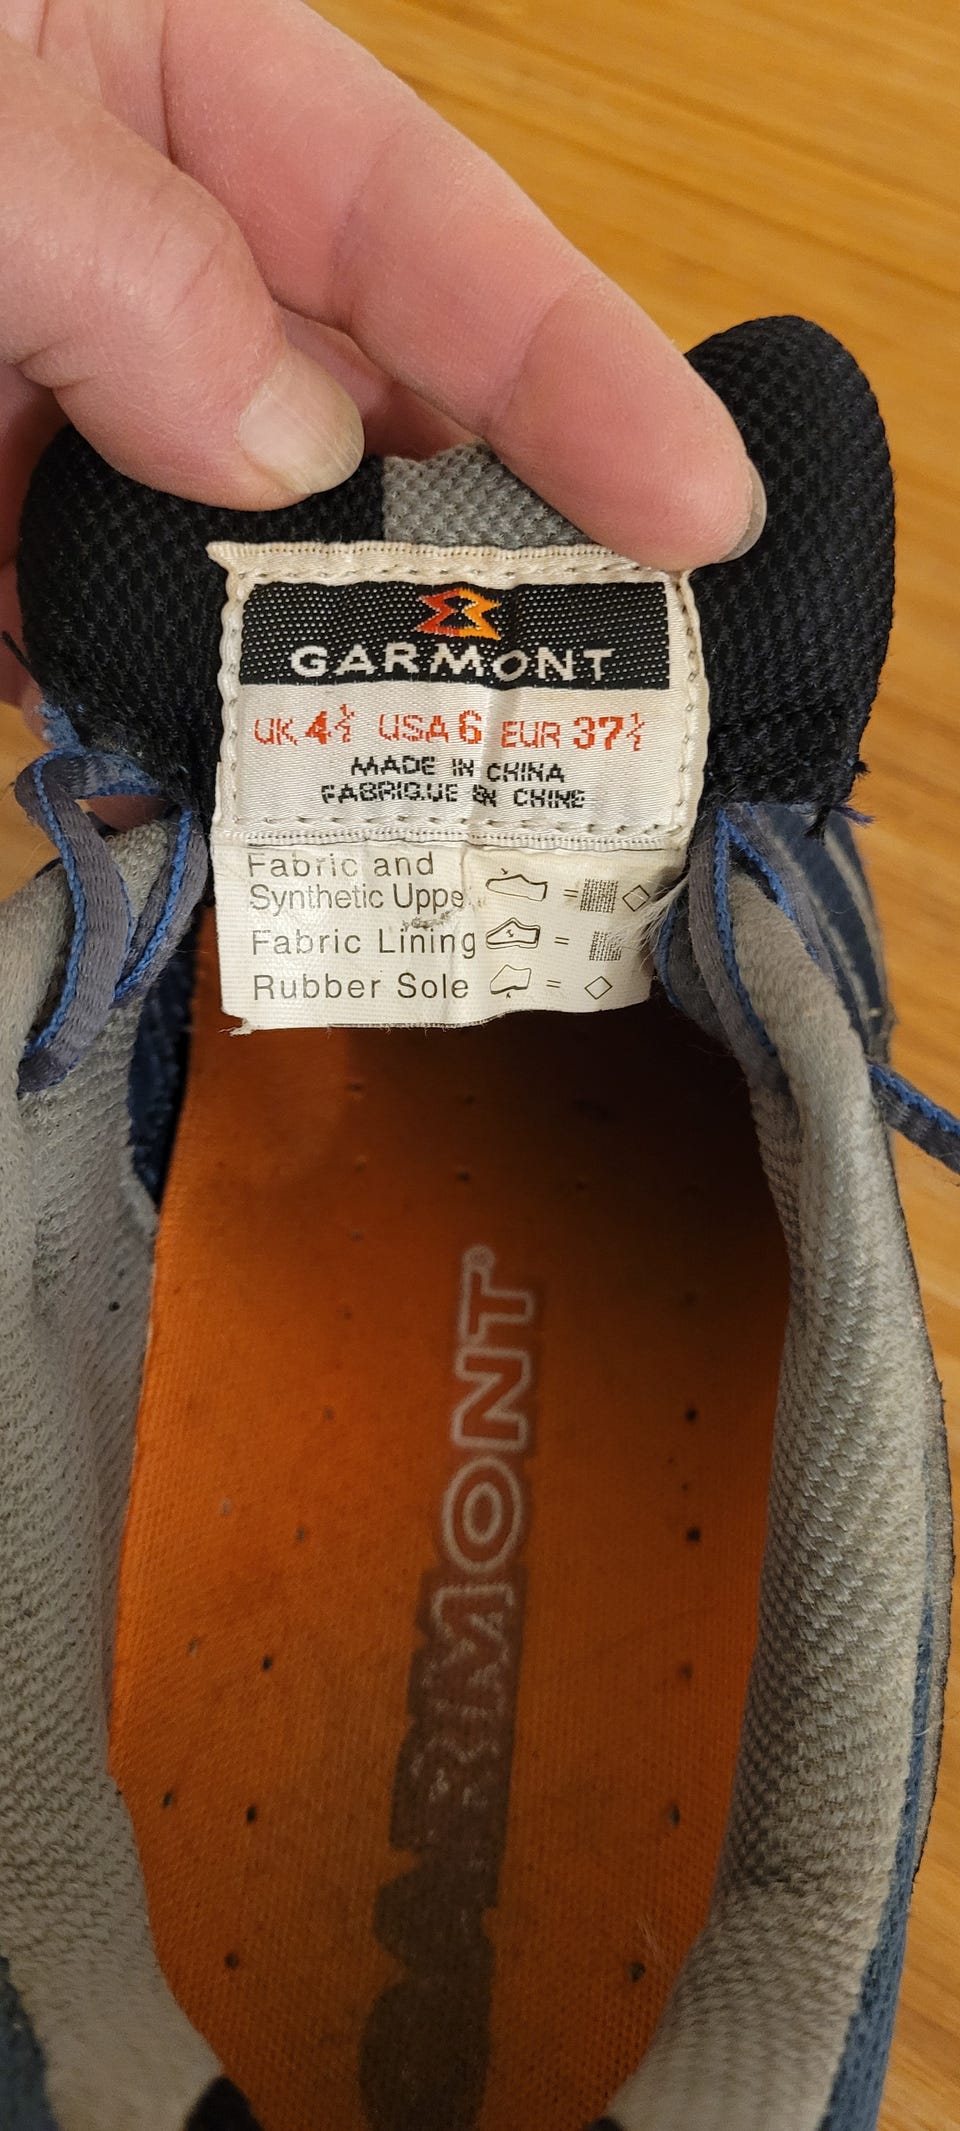 GARMONT
UK 4½ USA 6 EUR 37½
MADE IN CHINA
FABRIQUE EN CHINE
Fabric and
Synthetic Uppe
=
Fabric Lining
=
Rubber Sole
=
GARMONT®